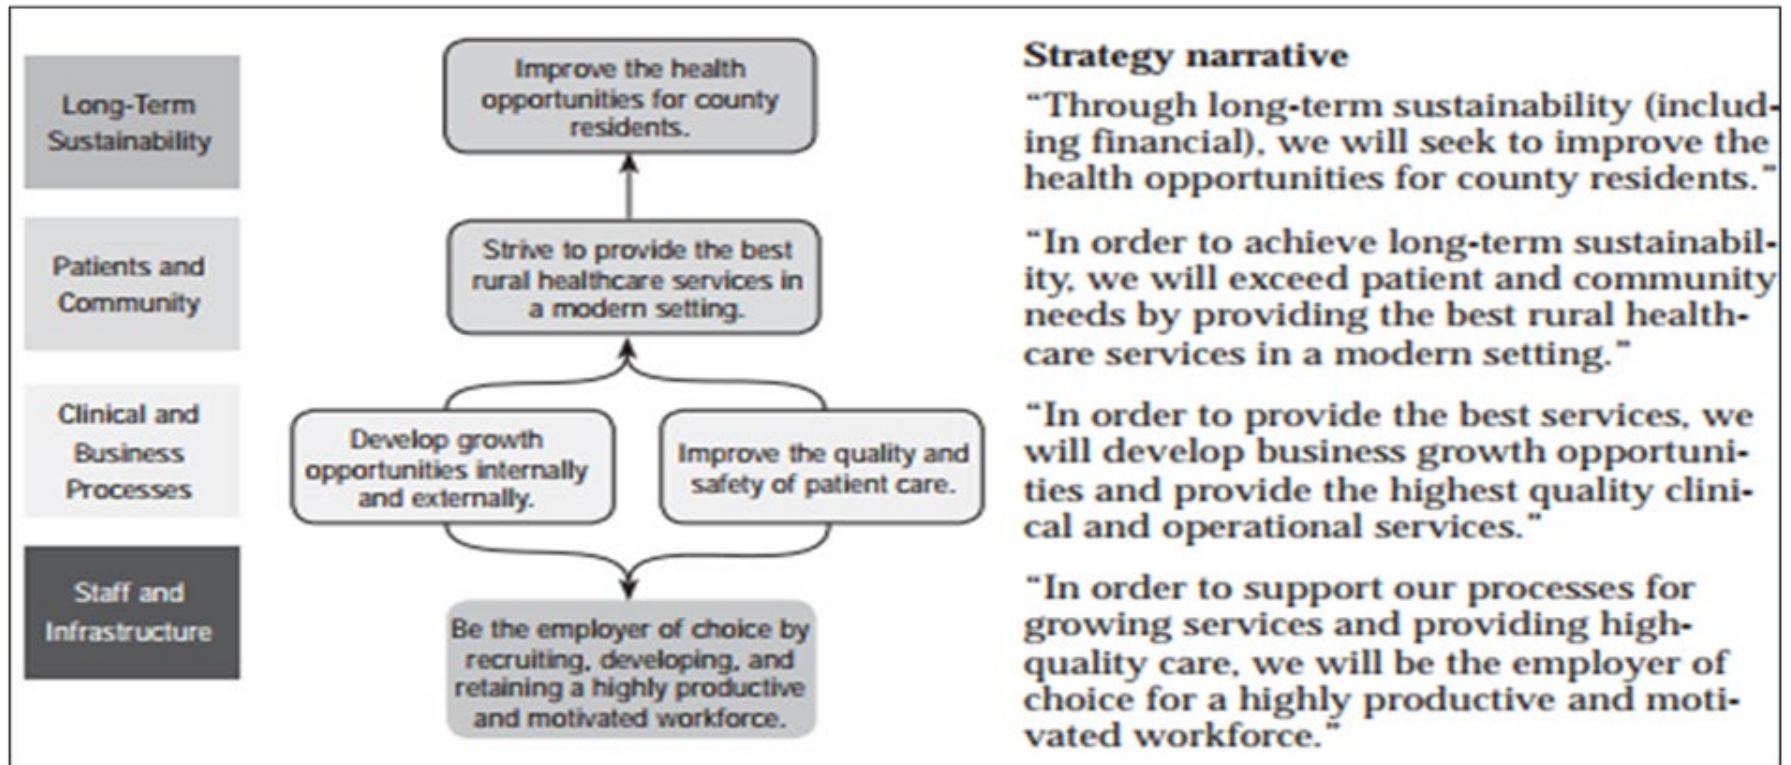 Long-Term
Sustainability
Improve the health
opportunities for county
residents.
Strategy narrative
“Through long-term sustainability (includ-
ing financial), we will seek to improve the
health opportunities for county residents.”
Patients and
Community
Strive to provide the best
rural healthcare services in
a modern setting.
“In order to achieve long-term sustainabil-
ity, we will exceed patient and community
needs by providing the best rural health-
care services in a modern setting.”
Clinical and
Business
Processes
Develop growth
opportunities internally
and externally.
Improve the quality and
safety of patient care.
“In order to provide the best services, we
will develop business growth opportuni-
ties and provide the highest quality clini-
cal and operational services.”
Staff and
Infrastructure
Be the employer of choice by
recruiting, developing, and
retaining a highly productive
and motivated workforce.
“In order to support our processes for
growing services and providing high-
quality care, we will be the employer of
choice for a highly productive and moti-
vated workforce.”